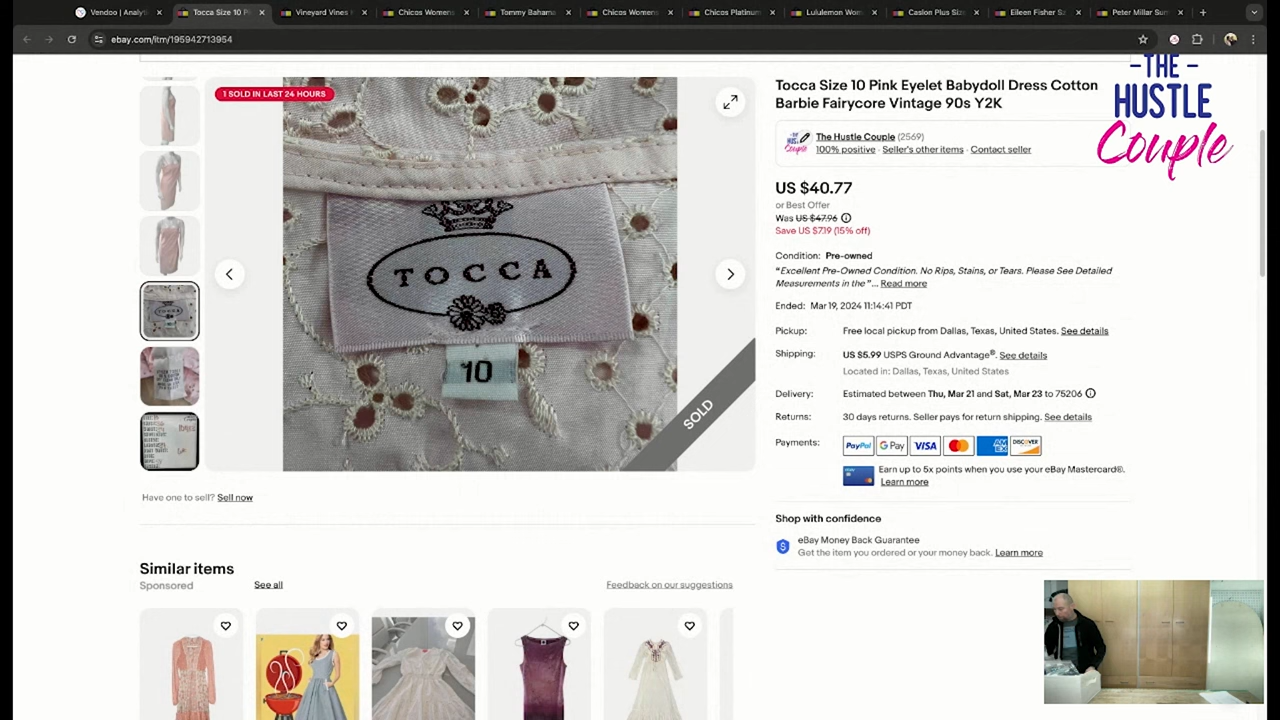 Vendoo | Analyti
Tocca Size 10 Pi
Vineyard Vines
Chicos Womens
Tommy Bahama
Chicos Womens
Chicos Platinum
Lululemon Wom
Caslon Plus Siz
Eileen Fisher Sz
Peter Millar Sum
ebay.com/itm/195942713954
1 SOLD IN LAST 24 HOURS
TOCCA
10
SOLD
Have one to sell? Sell now
Tocca Size 10 Pink Eyelet Babydoll Dress Cotton
Barbie Fairycore Vintage 90s Y2K
-THE-
HUSTLE
Couple
The Hustle Couple (2569)
100% positive · Seller's other items · Contact seller
US $40.77
or Best Offer
Was US $47.96
Save US $7.19 (15% off)
Condition: Pre-owned
"Excellent Pre-Owned Condition. No Rips, Stains, or Tears. Please See Detailed
Measurements in the"... Read more
Ended: Mar 19, 2024 11:14:41 PDT
Pickup: Free local pickup from Dallas, Texas, United States. See details
Shipping: US $5.99 USPS Ground Advantage®. See details
Located in: Dallas, Texas, United States
Delivery: Estimated between Thu, Mar 21 and Sat, Mar 23 to 75206
Returns: 30 days returns. Seller pays for return shipping. See details
Payments: PayPal G Pay VISA AM EX DISCOVER
Earn up to 5x points when you use your eBay Mastercard®.
Learn more
Shop with confidence
eBay Money Back Guarantee
Get the item you ordered or your money back. Learn more
Similar items
Sponsored See all
Feedback on our suggestions